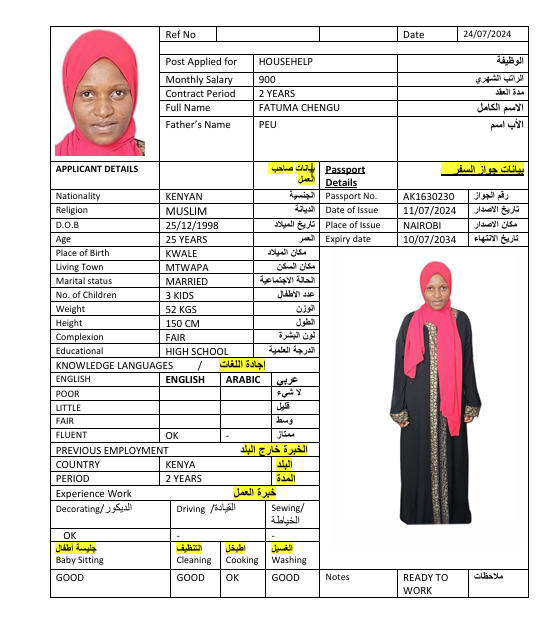 Ref No Date 24/07/2024
Post Applied for HOUSEHELP الوظيفة
Monthly Salary 900 الراتب الشهري
Contract Period 2 YEARS مدة العقد
Full Name FATUMA CHENGU الاسم الكامل
Father's Name PEU الأب اسم
APPLICANT DETAILS بيانات صاحب العمل Passport Details بيانات جواز السفر
Nationality KENYAN الجنسية Passport No. AK1630230 رقم الجواز
Religion MUSLIM الديانة Date of Issue 11/07/2024 تاريخ الاصدار
D.O.B 25/12/1998 تاريخ الميلاد Place of Issue NAIROBI مكان الاصدار
Age 25 YEARS العمر Expiry date 10/07/2034 تاريخ الانتهاء
Place of Birth KWALE مكان الميلاد
Living Town MTWAPA مكان السكن
Marital status MARRIED الحالة الاجتماعية
No. of Children 3 KIDS عدد الأطفال
Weight 52 KGS الوزن
Height 150 CM الطول
Complexion FAIR لون البشرة
Educational HIGH SCHOOL الدرجة العلمية
KNOWLEDGE LANGUAGES / إجادة اللغات
ENGLISH ENGLISH ARABIC عربي
POOR لا شيء
LITTLE قليل
FAIR وسط
FLUENT OK - ممتاز
PREVIOUS EMPLOYMENT الخبرة خارج البلد
COUNTRY KENYA البلد
PERIOD 2 YEARS المدة
Experience Work خبرة العمل
Decorating/الديكور Driving /القيادة Sewing/ الخياطة
OK - -
جليسة أطفال التنظيف اطبخل الغسيل
Baby Sitting Cleaning Cooking Washing
GOOD GOOD OK GOOD Notes READY TO WORK ملاحظات